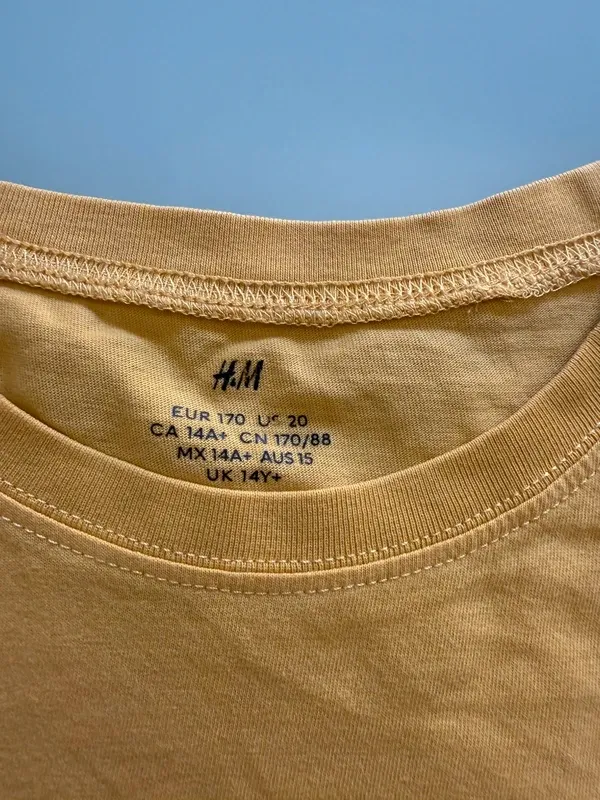 H&M
EUR 170 US 20
CA 14A+ CN 170/88
MX 14A+ AUS 15
UK 14Y+